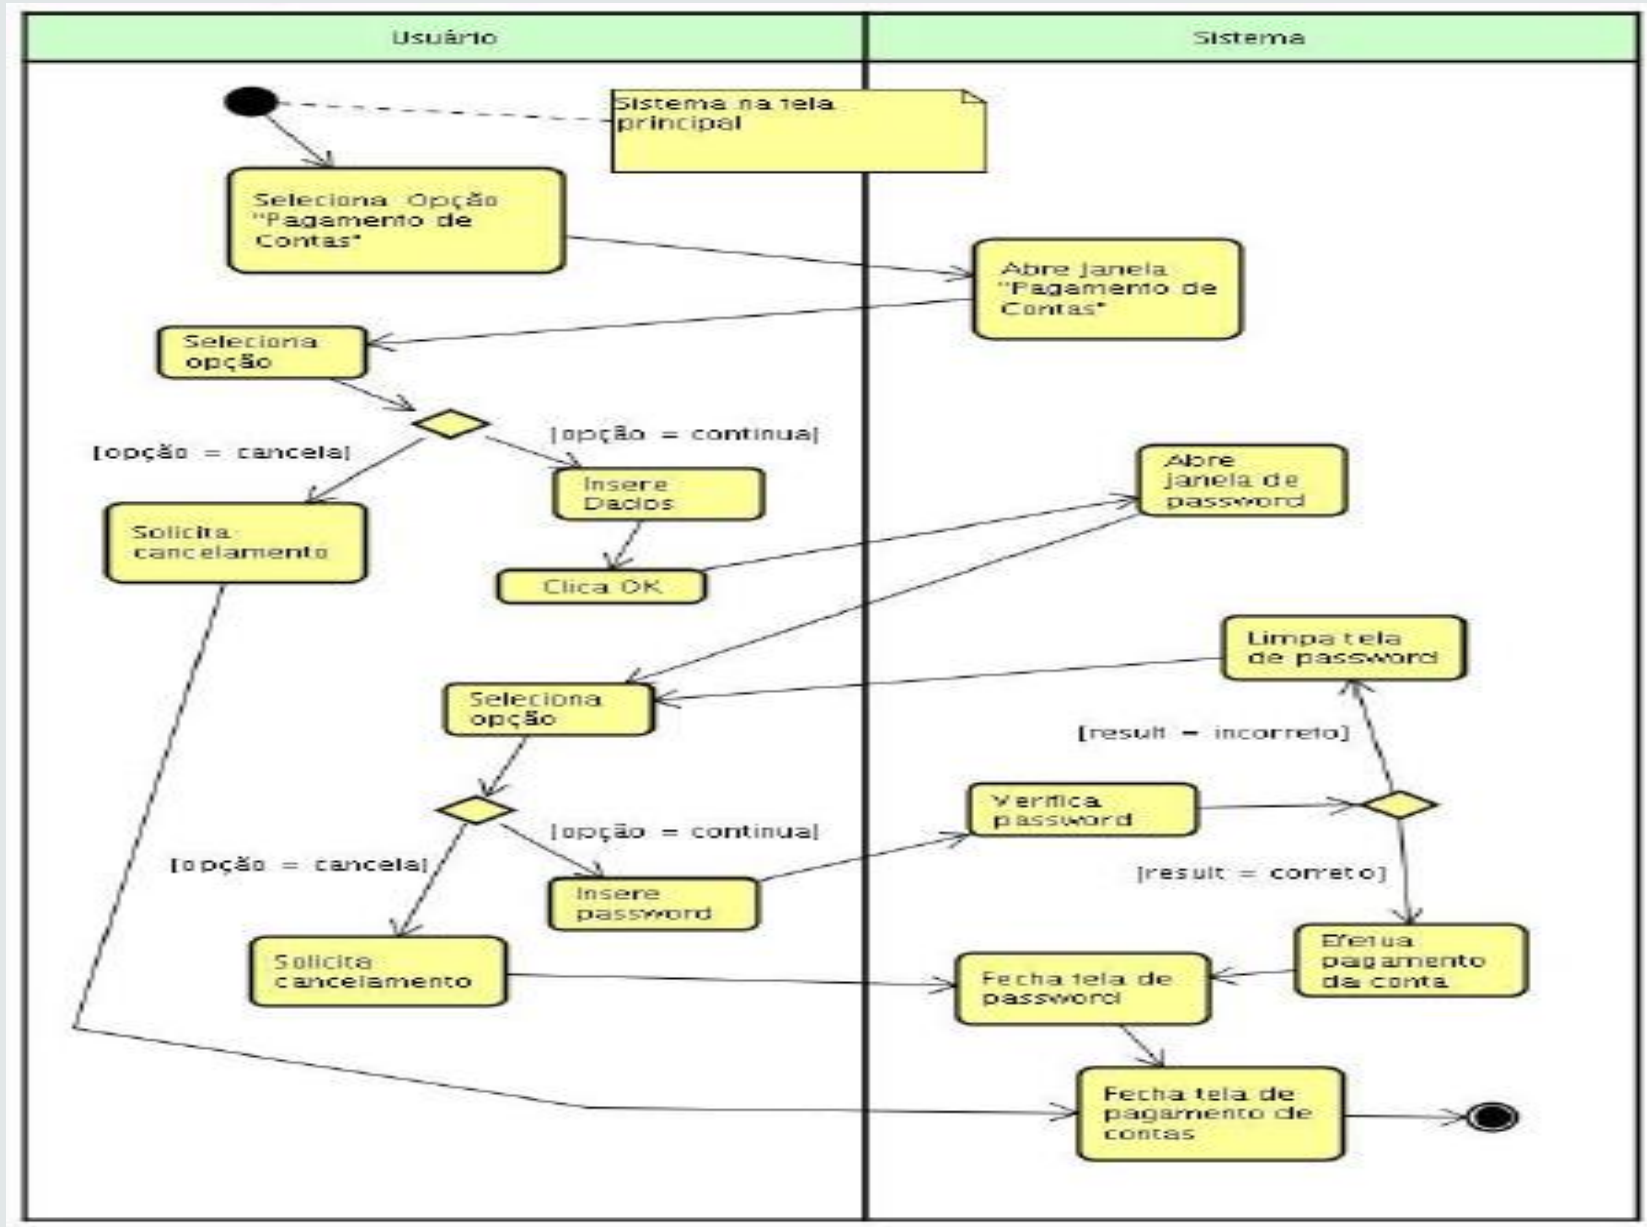 Usuário
Sistema
Sistema na tela
principal
Seleciona Opção
"Pagamento de
Contas"
Abre janela
"Pagamento de
Contas"
Seleciona
opção
[opção = cancela]
[opção = continua]
Insere
Dados
Abre
janela de
password
Solicita
cancelamento
Clica OK
Limpa tela
de password
Seleciona
opção
[result = incorreto]
Verifica
password
[opção = continua]
[opção = cancela]
[result = correto]
Insere
password
Solicita
cancelamento
Fecha tela de
password
Efetua
pagamento
da conta
Fecha tela de
pagamento de
contas